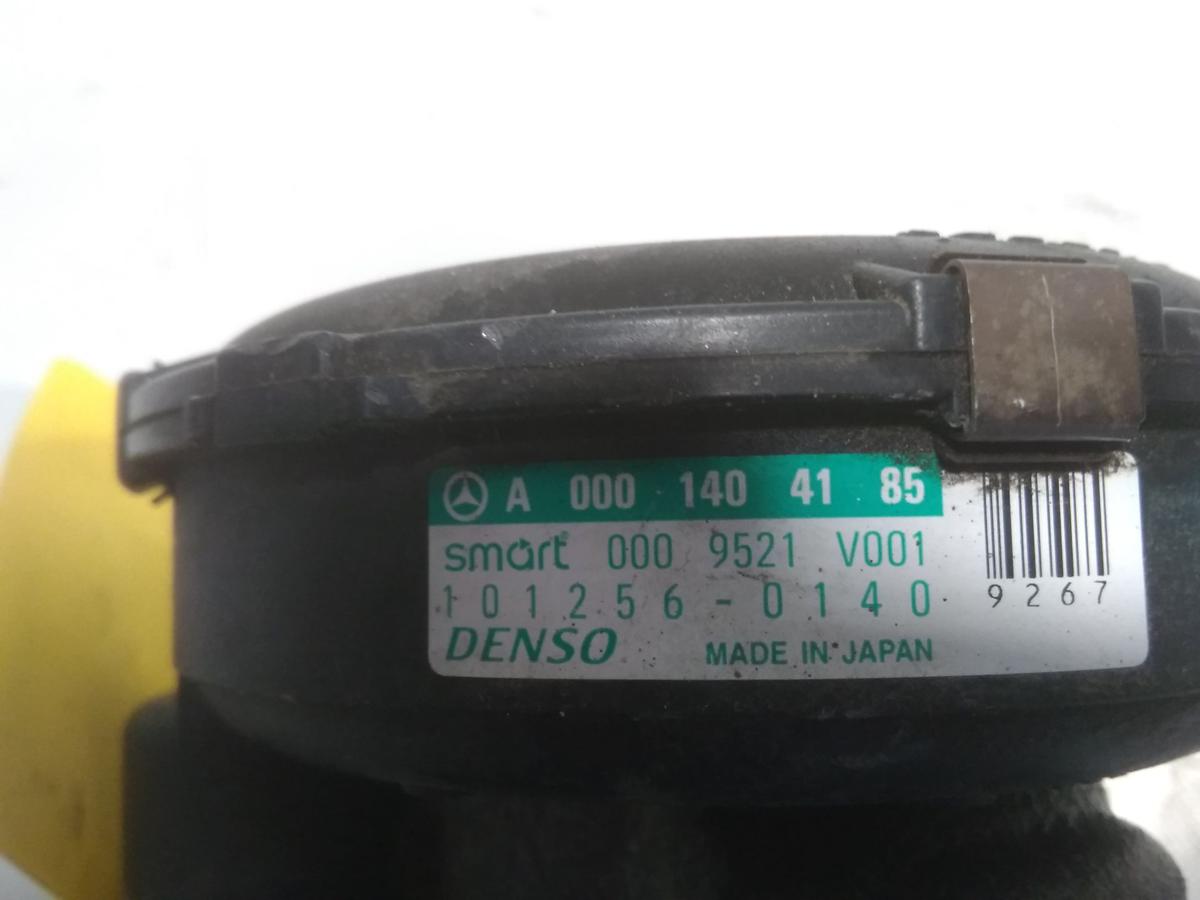 A 000 140 41 85
smart 000 9521 V001
101256-0140
DENSO MADE IN JAPAN
9267